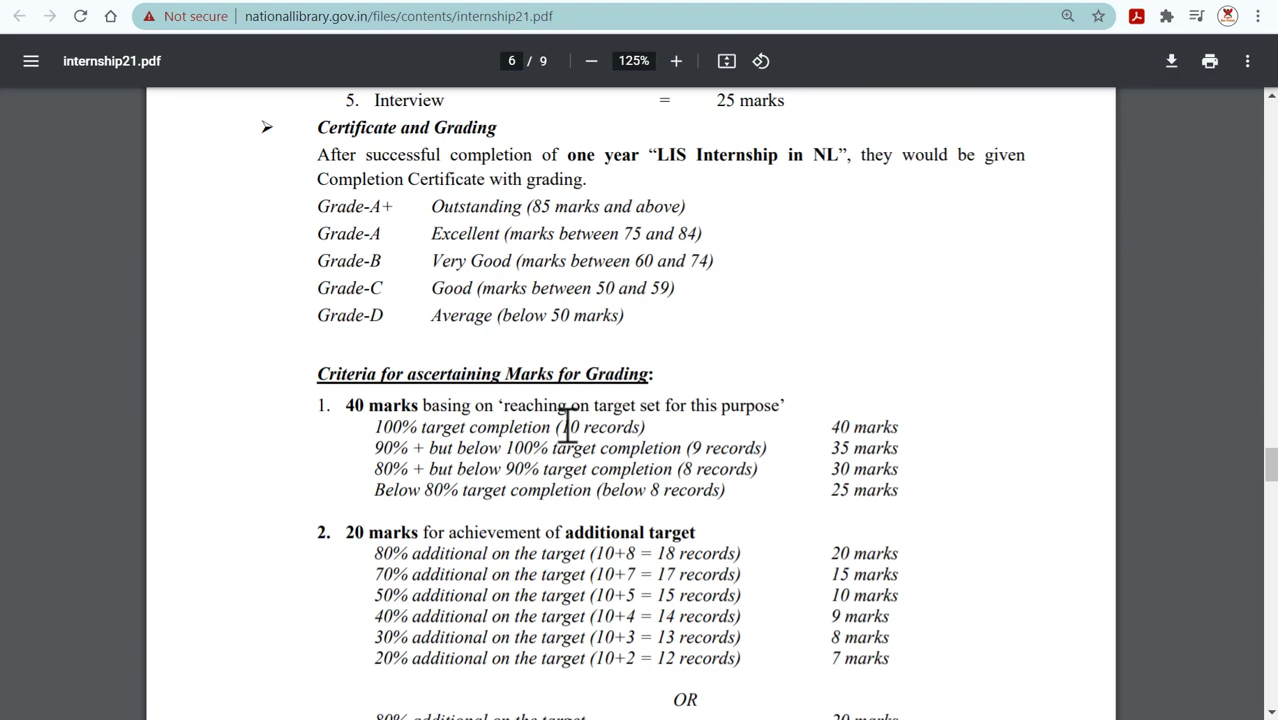 Not secure | nationallibrary.gov.in/files/contents/internship21.pdf
internship21.pdf 6 / 9 125%
5. Interview = 25 marks
➢ Certificate and Grading
After successful completion of one year “LIS Internship in NL”, they would be given
Completion Certificate with grading.
Grade-A+ Outstanding (85 marks and above)
Grade-A Excellent (marks between 75 and 84)
Grade-B Very Good (marks between 60 and 74)
Grade-C Good (marks between 50 and 59)
Grade-D Average (below 50 marks)
Criteria for ascertaining Marks for Grading:
1. 40 marks basing on ‘reaching on target set for this purpose’
100% target completion (10 records) 40 marks
90% + but below 100% target completion (9 records) 35 marks
80% + but below 90% target completion (8 records) 30 marks
Below 80% target completion (below 8 records) 25 marks
2. 20 marks for achievement of additional target
80% additional on the target (10+8 = 18 records) 20 marks
70% additional on the target (10+7 = 17 records) 15 marks
50% additional on the target (10+5 = 15 records) 10 marks
40% additional on the target (10+4 = 14 records) 9 marks
30% additional on the target (10+3 = 13 records) 8 marks
20% additional on the target (10+2 = 12 records) 7 marks
OR
80% additional on the target 20 marks